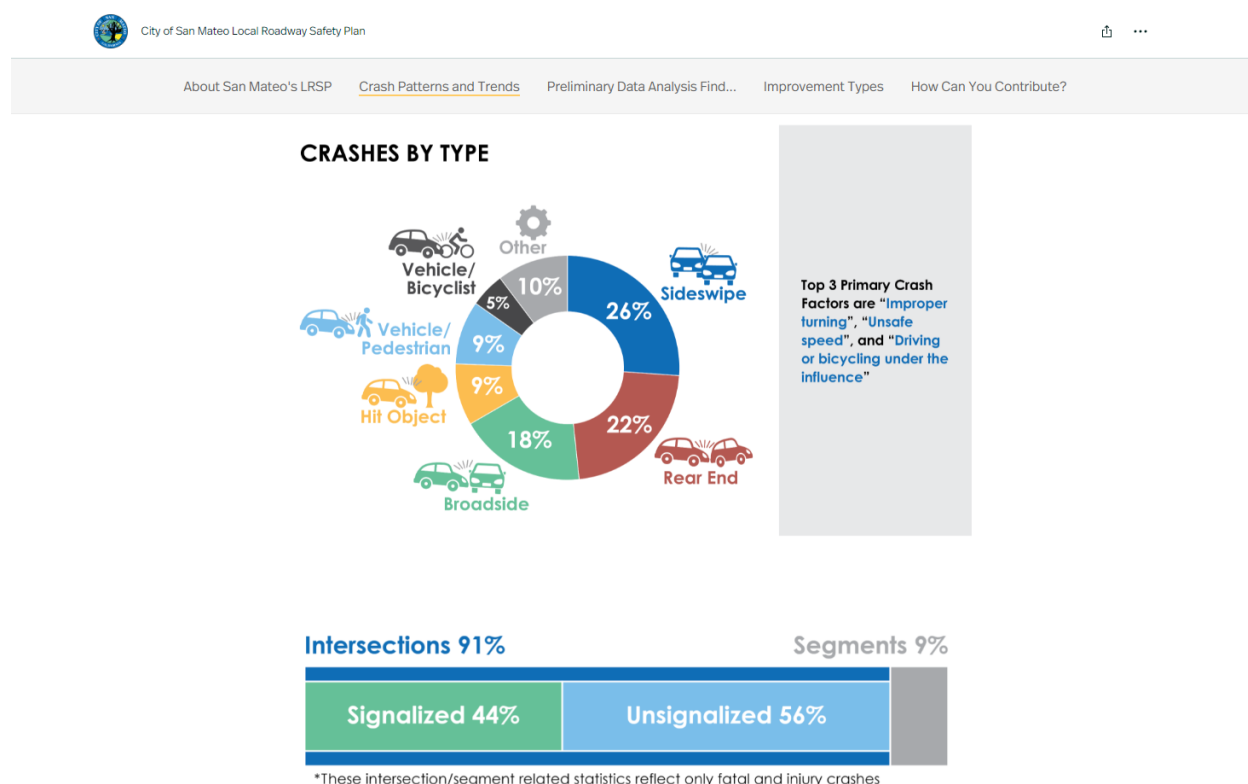 City of San Mateo Local Roadway Safety Plan
About San Mateo's LRSP
Crash Patterns and Trends
Preliminary Data Analysis Find...
Improvement Types
How Can You Contribute?
CRASHES BY TYPE
Other
10%
Vehicle/
Bicyclist
5%
Sideswipe
26%
Vehicle/
Pedestrian
9%
Hit Object
9%
22%
Rear End
18%
Broadside
Top 3 Primary Crash
Factors are “Improper
turning”, “Unsafe
speed”, and “Driving
or bicycling under the
influence”
Intersections 91%
Segments 9%
Signalized 44%
Unsignalized 56%
*These intersection/segment related statistics reflect only fatal and injury crashes